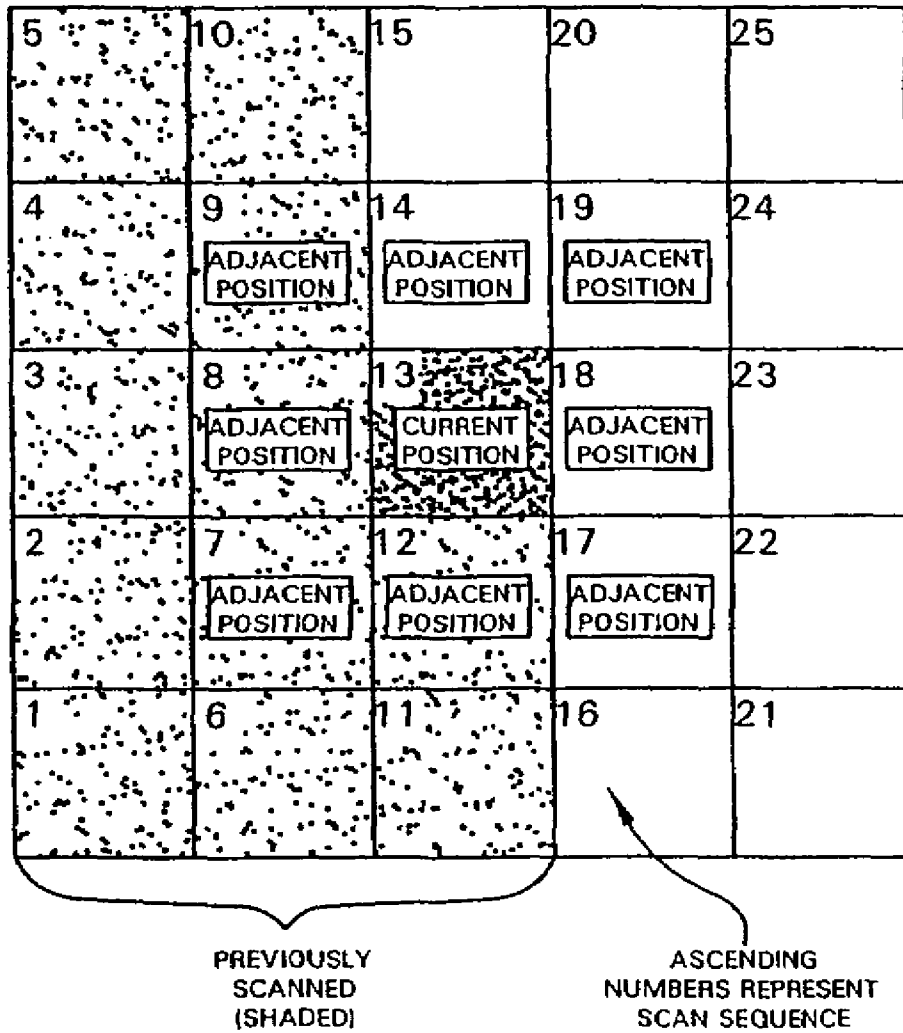 5 10 15 20 25
4 9 14 19 24
ADJACENT POSITION
ADJACENT POSITION
ADJACENT POSITION
3 8 13 18 23
ADJACENT POSITION
CURRENT POSITION
ADJACENT POSITION
2 7 12 17 22
ADJACENT POSITION
ADJACENT POSITION
ADJACENT POSITION
1 6 11 16 21
PREVIOUSLY
SCANNED
(SHADED)
ASCENDING
NUMBERS REPRESENT
SCAN SEQUENCE